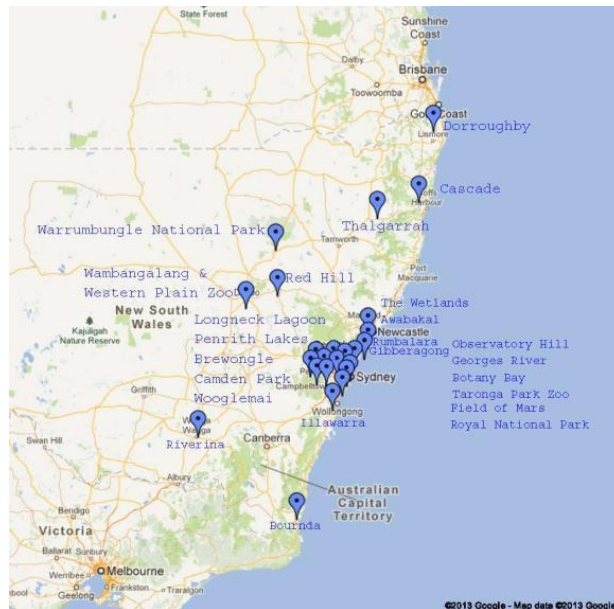 State Forest
Sunshine
Coast
Dalby
Brisbane
Toowoomba
Gold Coast
Lismore
Dorroughby
Cascade
Coffs
Harbour
Thalgarrah
Warrumbungle National Park
Tamworth
Port
Macquarie
Wambangalang &
Western Plain Zoo
Red Hill
New South
Wales
Kajuligah
Nature Reserve
The Wetlands
Awabakal
Newcastle
Longneck Lagoon
Penrith Lakes
Rumbalara
Gibberagong
Observatory Hill
Brewongle
Georges River
Camden Park
Campbelltown
Sydney
Botany Bay
Wooglemai
Taronga Park Zoo
Wollongong
Field of Mars
Illawarra
Royal National Park
Griffith
Wagga
Riverina
Swan Hill
Canberra
Albury
Australian
Capital
Territory
Bendigo
Bournda
Victoria
Ballarat
Sunbury
Melbourne
Werribee
Geelong
Frankston
Traralgon
©2013 Google - Map data ©2013 Google -